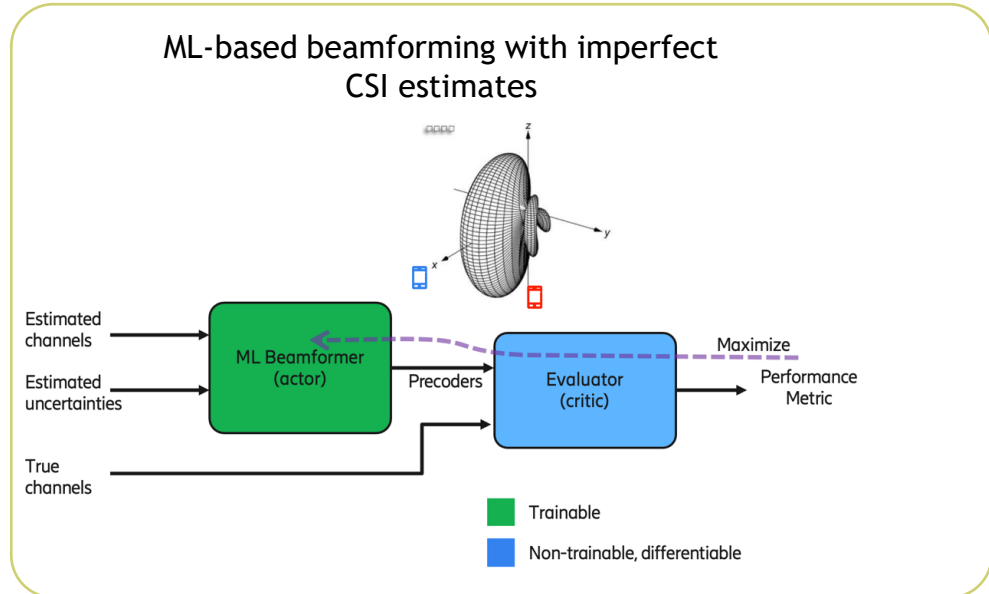 ML-based beamforming with imperfect
CSI estimates
z
y
x
Estimated
channels
ML Beamformer
(actor)
Maximize
Estimated
uncertainties
Precoders
Evaluator
(critic)
Performance
Metric
True
channels
Trainable
Non-trainable, differentiable